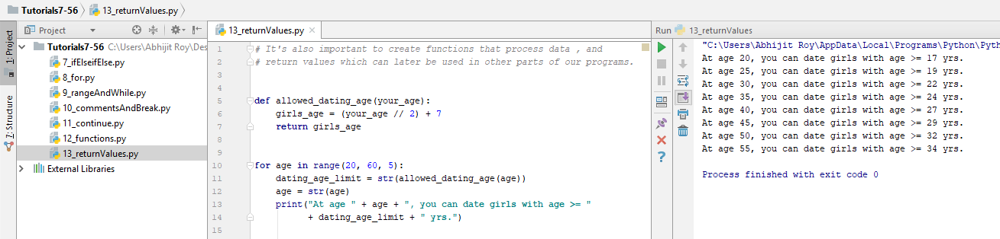 Tutorials7-56 13_returnValues.py
1: Project
7: Structure
Project
Tutorials7-56 C:\Users\Abhijit Roy\Des
7_ifElseifElse.py
8_for.py
9_rangeAndWhile.py
10_commentsAndBreak.py
11_continue.py
12_functions.py
13_returnValues.py
External Libraries
13_returnValues.py
1 # It's also important to create functions that process data , and
2 # return values which can later be used in other parts of our programs.
3
4
5 def allowed_dating_age(your_age):
6 girls_age = (your_age // 2) + 7
7 return girls_age
8
9
10 for age in range(20, 60, 5):
11 dating_age_limit = str(allowed_dating_age(age))
12 age = str(age)
13 print("At age " + age + ", you can date girls with age >= "
14 + dating_age_limit + " yrs.")
15
Run 13_returnValues
"C:\Users\Abhijit Roy\AppData\Local\Programs\Python\Pyth
At age 20, you can date girls with age >= 17 yrs.
At age 25, you can date girls with age >= 19 yrs.
At age 30, you can date girls with age >= 22 yrs.
At age 35, you can date girls with age >= 24 yrs.
At age 40, you can date girls with age >= 27 yrs.
At age 45, you can date girls with age >= 29 yrs.
At age 50, you can date girls with age >= 32 yrs.
At age 55, you can date girls with age >= 34 yrs.
Process finished with exit code 0